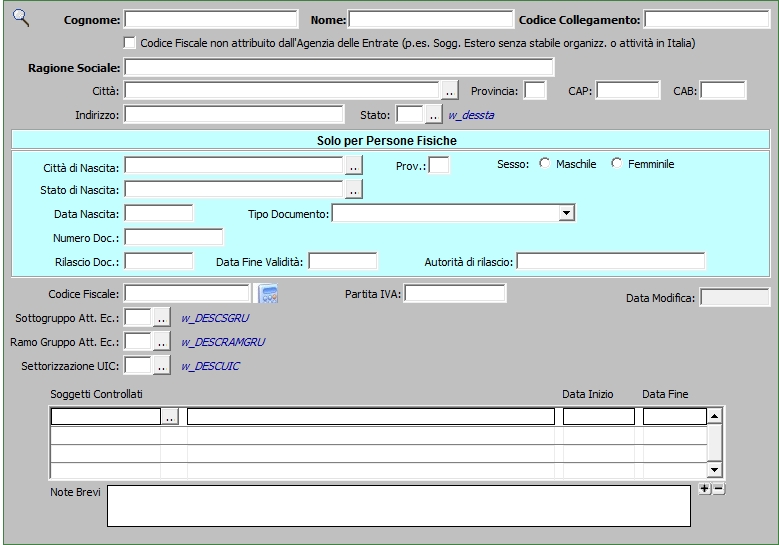 Cognome: Nome: Codice Collegamento:
Codice Fiscale non attribuito dall'Agenzia delle Entrate (p.es. Sogg. Estero senza stabile organizz. o attività in Italia)
Ragione Sociale:
Città: .. Provincia: CAP: CAB:
Indirizzo: Stato: .. w_dessta
Solo per Persone Fisiche
Città di Nascita: .. Prov.: Sesso: Maschile Femminile
Stato di Nascita: ..
Data Nascita: Tipo Documento:
Numero Doc.:
Rilascio Doc.: Data Fine Validità: Autorità di rilascio:
Codice Fiscale: Partita IVA: Data Modifica:
Sottogruppo Att. Ec.: .. w_DESCSGRU
Ramo Gruppo Att. Ec.: .. w_DESCRAMGRU
Settorizzazione UIC: .. w_DESCUIC
Soggetti Controllati Data Inizio Data Fine
..
Note Brevi + −